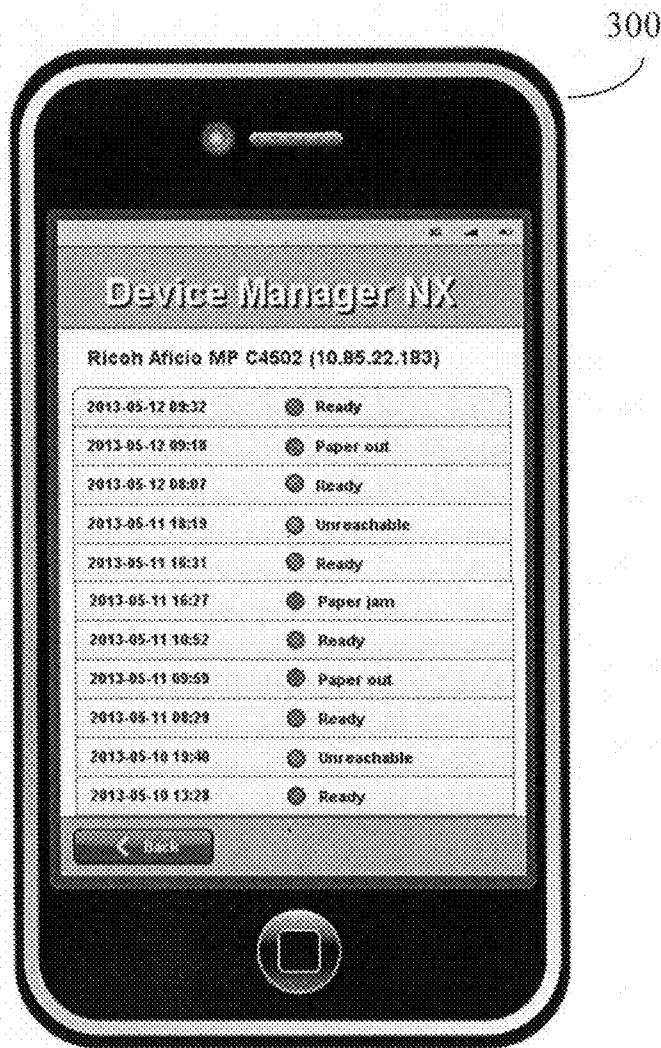 300
Device Manager NX
Ricoh Aficio MP C4502 (10.85.22.183)
2013-05-12 09:32 Ready
2013-05-12 09:18 Paper out
2013-05-12 08:07 Ready
2013-05-11 18:19 Unreachable
2013-05-11 16:31 Ready
2013-05-11 16:27 Paper jam
2013-05-11 10:52 Ready
2013-05-11 09:59 Paper out
2013-05-11 08:29 Ready
2013-05-10 19:40 Unreachable
2013-05-10 13:28 Ready
Back